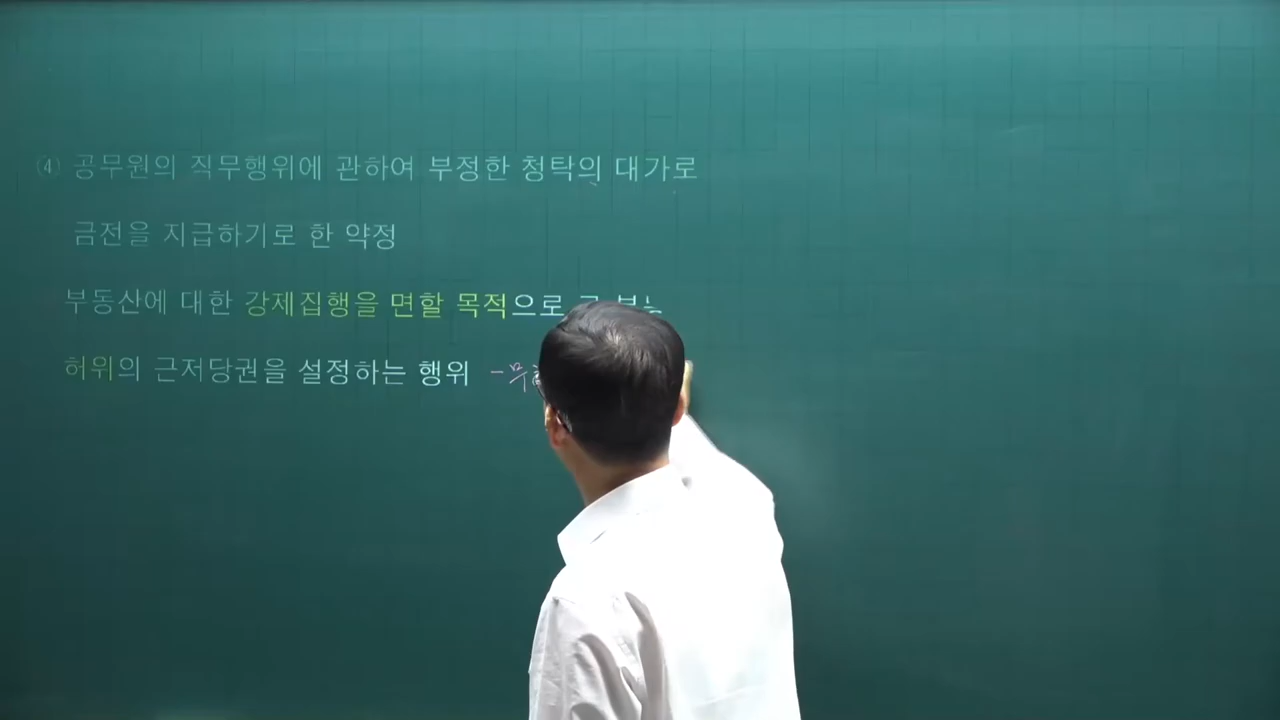 (4) 공무원의 직무행위에 관하여 부정한 청탁의 대가로
금전을 지급하기로 한 약정
부동산에 대한 강제집행을 면할 목적으로
허위의 근저당권을 설정하는 행위 -무